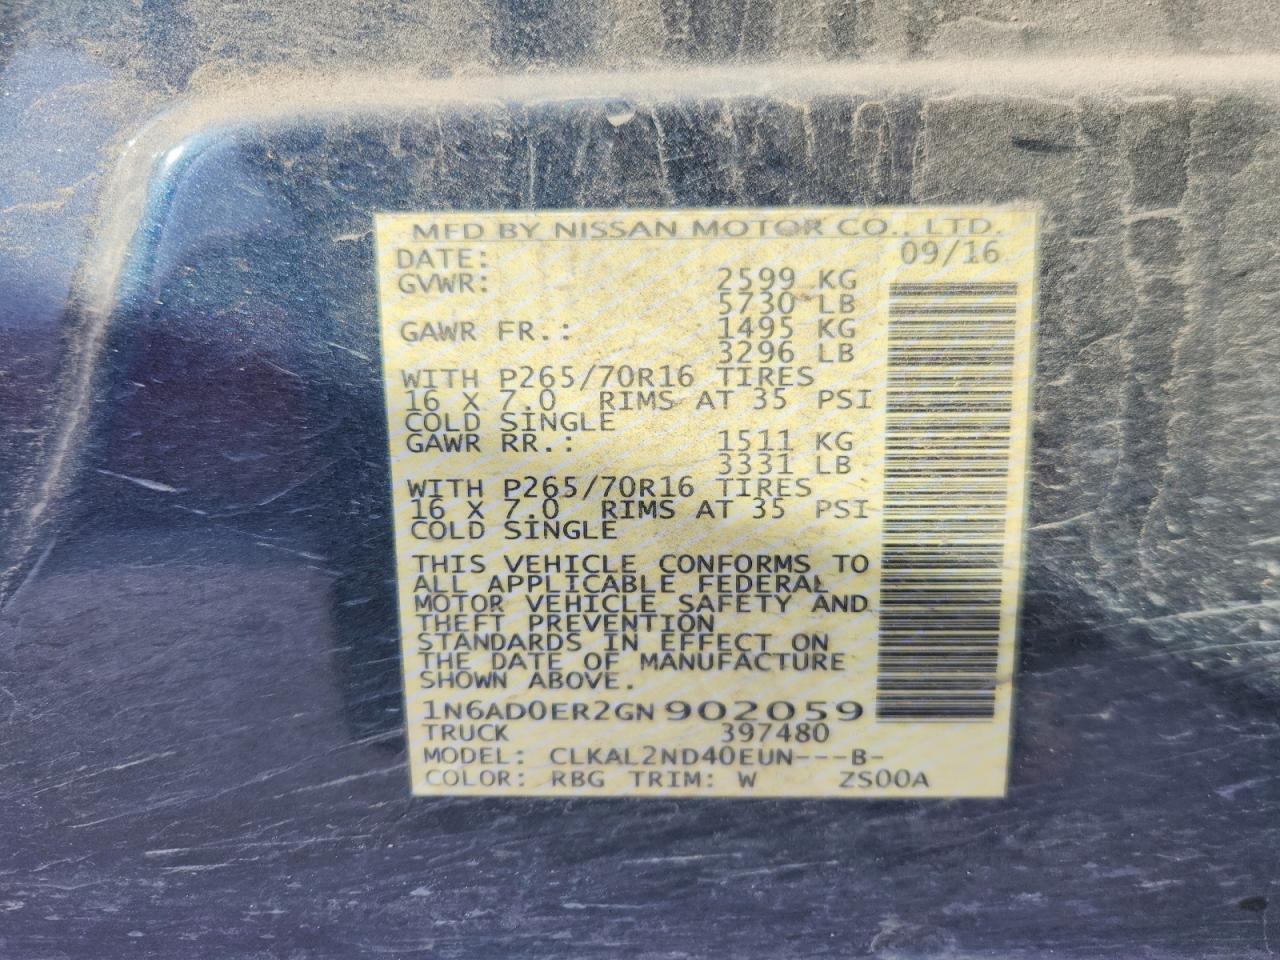 MFD BY NISSAN MOTOR CO., LTD.
DATE: 09/16
GVWR: 2599 KG
5730 LB
GAWR FR.: 1495 KG
3296 LB
WITH P265/70R16 TIRES
16 X 7.0 RIMS AT 35 PSI
COLD SINGLE
GAWR RR.: 1511 KG
3331 LB
WITH P265/70R16 TIRES
16 X 7.0 RIMS AT 35 PSI
COLD SINGLE
THIS VEHICLE CONFORMS TO
ALL APPLICABLE FEDERAL
MOTOR VEHICLE SAFETY AND
THEFT PREVENTION
STANDARDS IN EFFECT ON
THE DATE OF MANUFACTURE
SHOWN ABOVE.
1N6AD0ER2GN902059
TRUCK 397480
MODEL: CLKAL2ND40EUN---B-
COLOR: RBG TRIM: W ZS00A